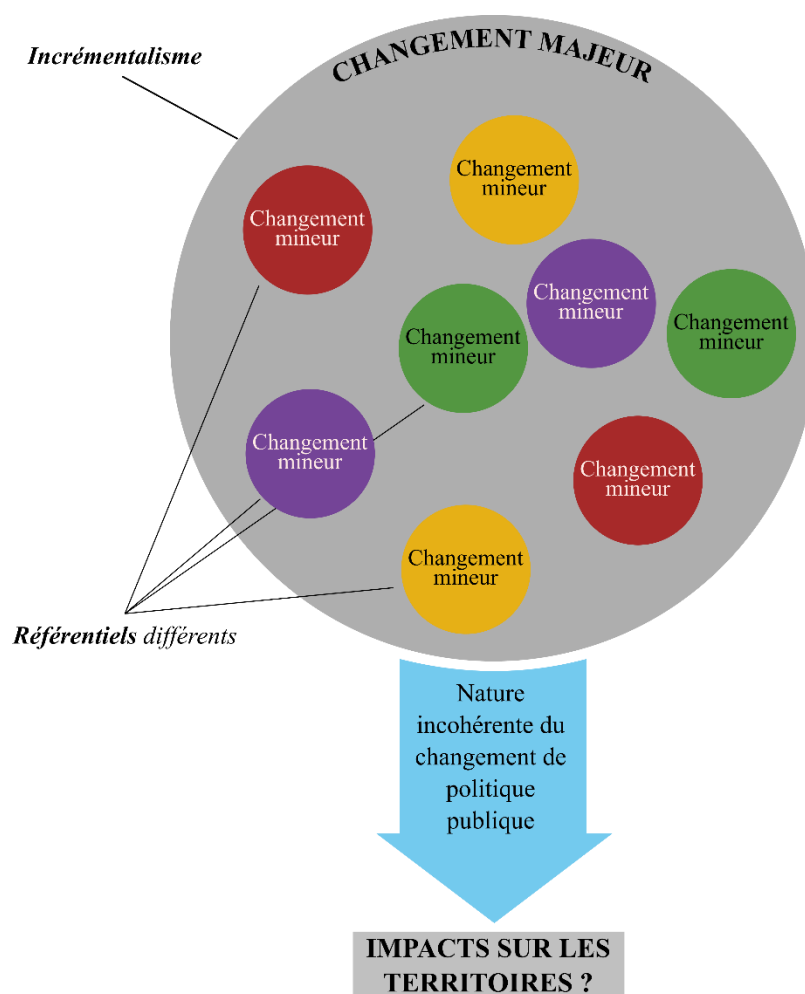 Incrémentalisme
CHANGEMENT MAJEUR
Changement
mineur
Changement
mineur
Changement
mineur
Changement
mineur
Changement
mineur
Changement
mineur
Changement
mineur
Changement
mineur
Référentiels différents
Nature
incohérente du
changement de
politique
publique
IMPACTS SUR LES
TERRITOIRES ?